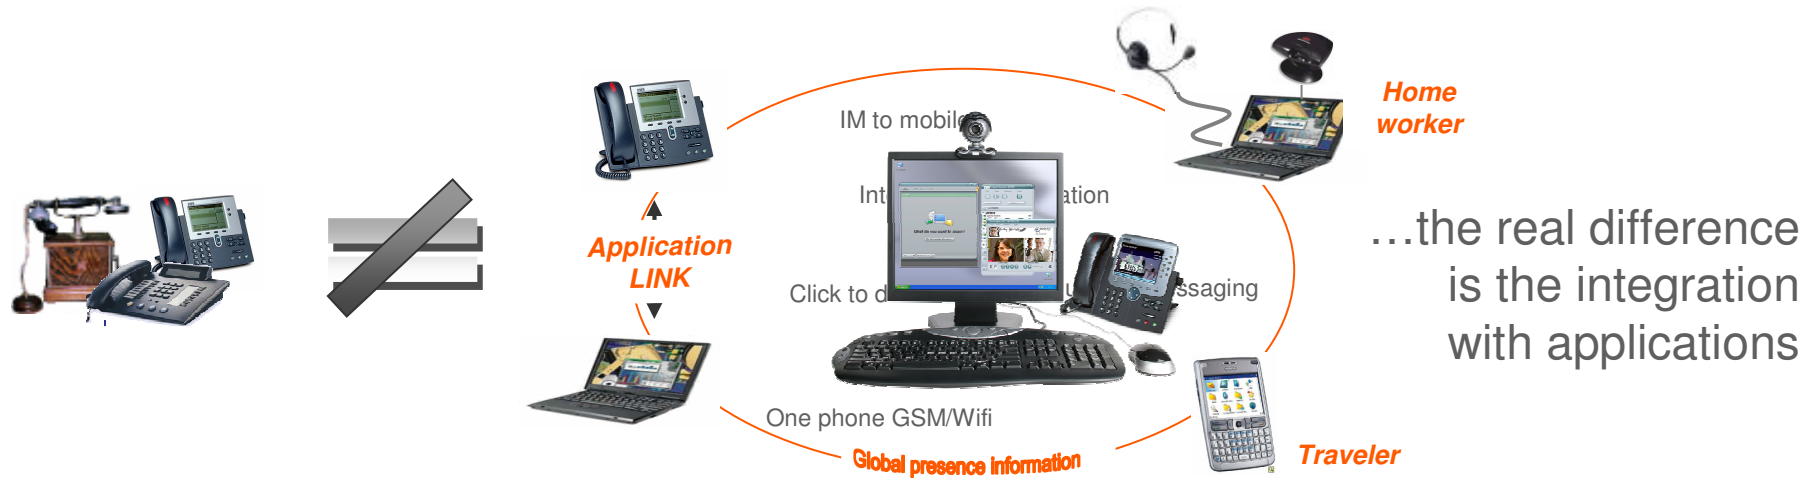 IM to mobile
Home
worker
Int ation
Application
LINK
Click to d ssaging
…the real difference
is the integration
with applications
One phone GSM/Wifi
Global presence information
Traveler